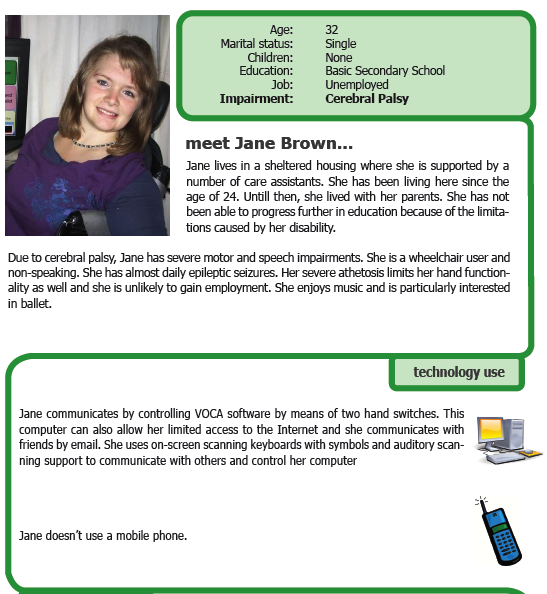 Age: 32
Marital status: Single
Children: None
Education: Basic Secondary School
Job: Unemployed
Impairment: Cerebral Palsy
meet Jane Brown...
Jane lives in a sheltered housing where she is supported by a
number of care assistants. She has been living here since the
age of 24. Untill then, she lived with her parents. She has not
been able to progress further in education because of the limita-
tions caused by her disability.
Due to cerebral palsy, Jane has severe motor and speech impairments. She is a wheelchair user and
non-speaking. She has almost daily epileptic seizures. Her severe athetosis limits her hand function-
ality as well and she is unlikely to gain employment. She enjoys music and is particularly interested
in ballet.
technology use
Jane communicates by controlling VOCA software by means of two hand switches. This
computer can also allow her limited access to the Internet and she communicates with
friends by email. She uses on-screen scanning keyboards with symbols and auditory scan-
ning support to communicate with others and control her computer
Jane doesn't use a mobile phone.